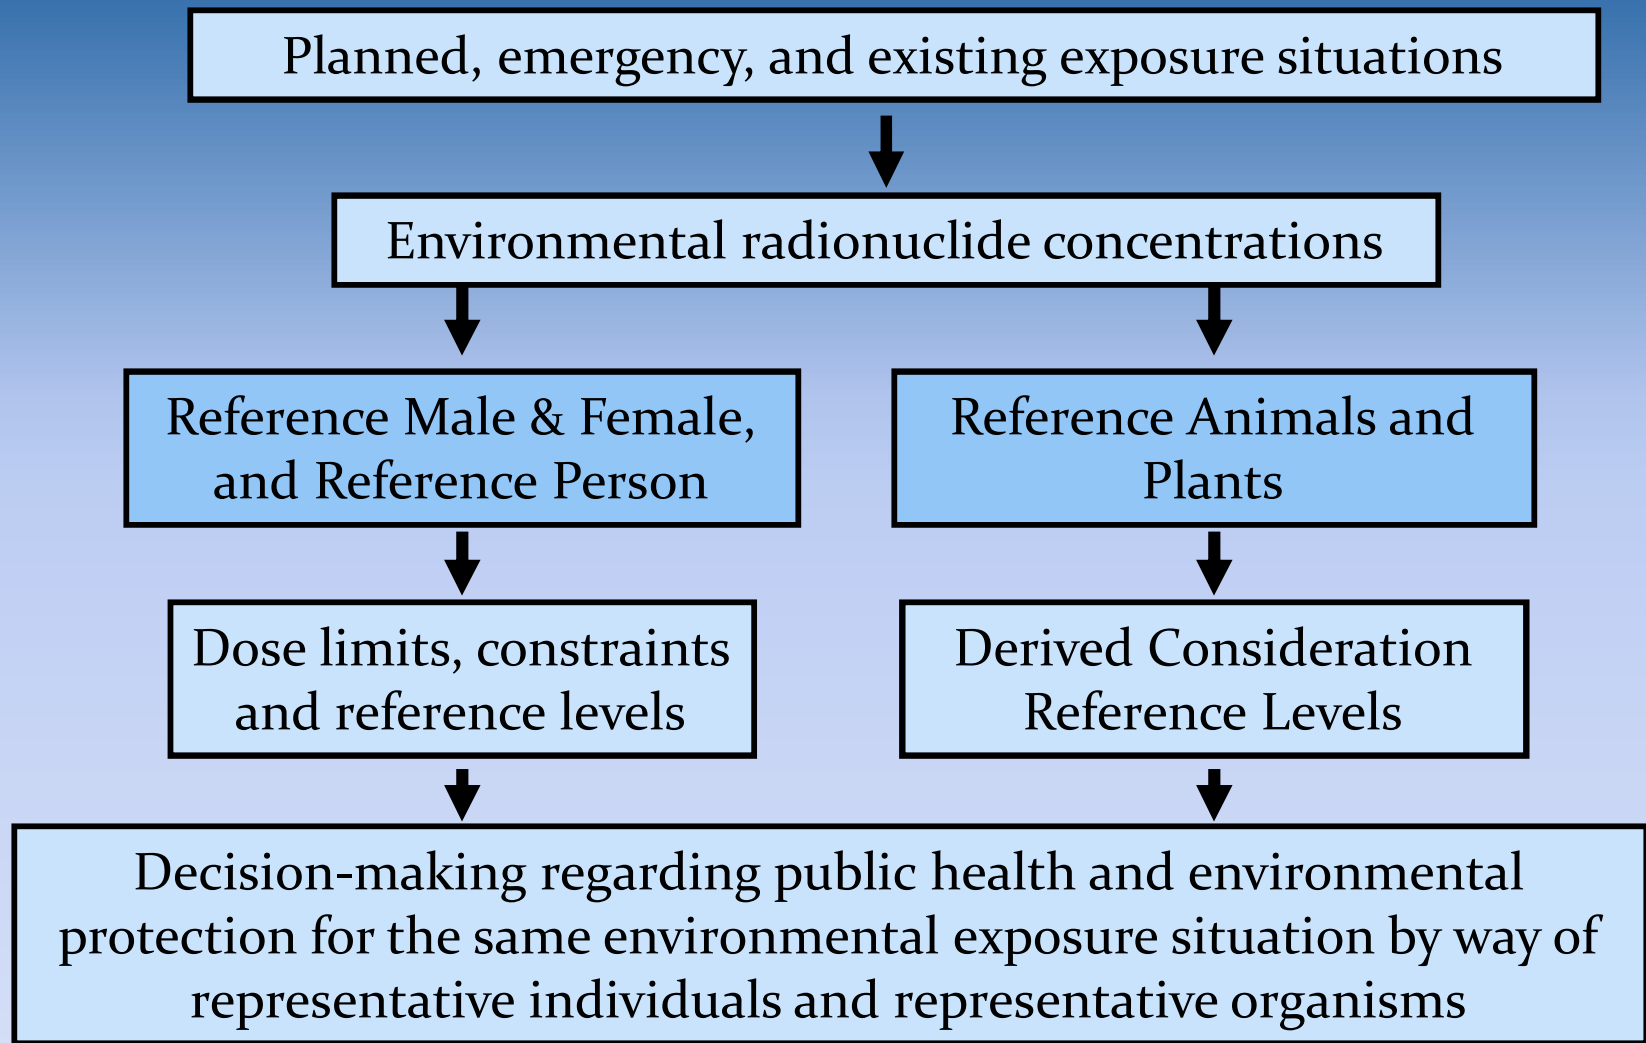 Planned, emergency, and existing exposure situations
Environmental radionuclide concentrations
Reference Male & Female,
and Reference Person
Reference Animals and
Plants
Dose limits, constraints
and reference levels
Derived Consideration
Reference Levels
Decision-making regarding public health and environmental
protection for the same environmental exposure situation by way of
representative individuals and representative organisms